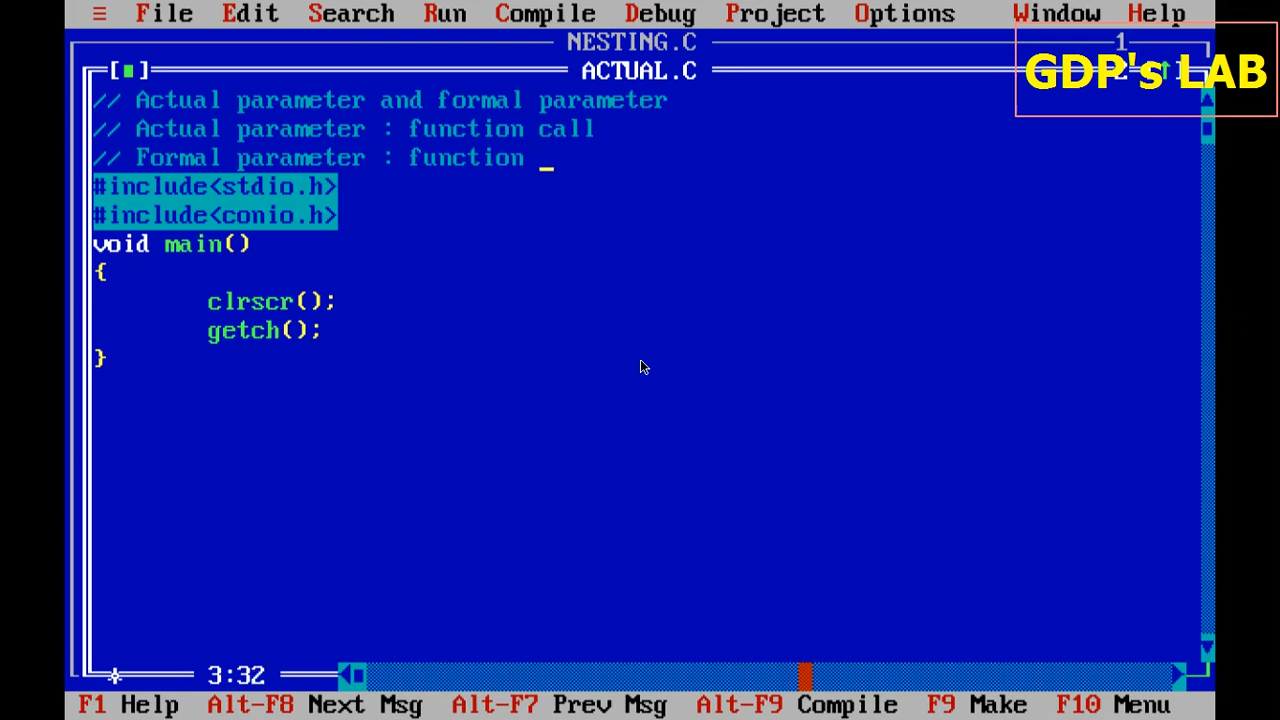 ≡ File Edit Search Run Compile Debug Project Options Window Help
NESTING.C 1
[■] ACTUAL.C
GDP's LAB
// Actual parameter and formal parameter
// Actual parameter : function call
// Formal parameter : function _
#include<stdio.h>
#include<conio.h>
void main()
{
clrscr();
getch();
}
3:32
F1 Help Alt-F8 Next Msg Alt-F7 Prev Msg Alt-F9 Compile F9 Make F10 Menu